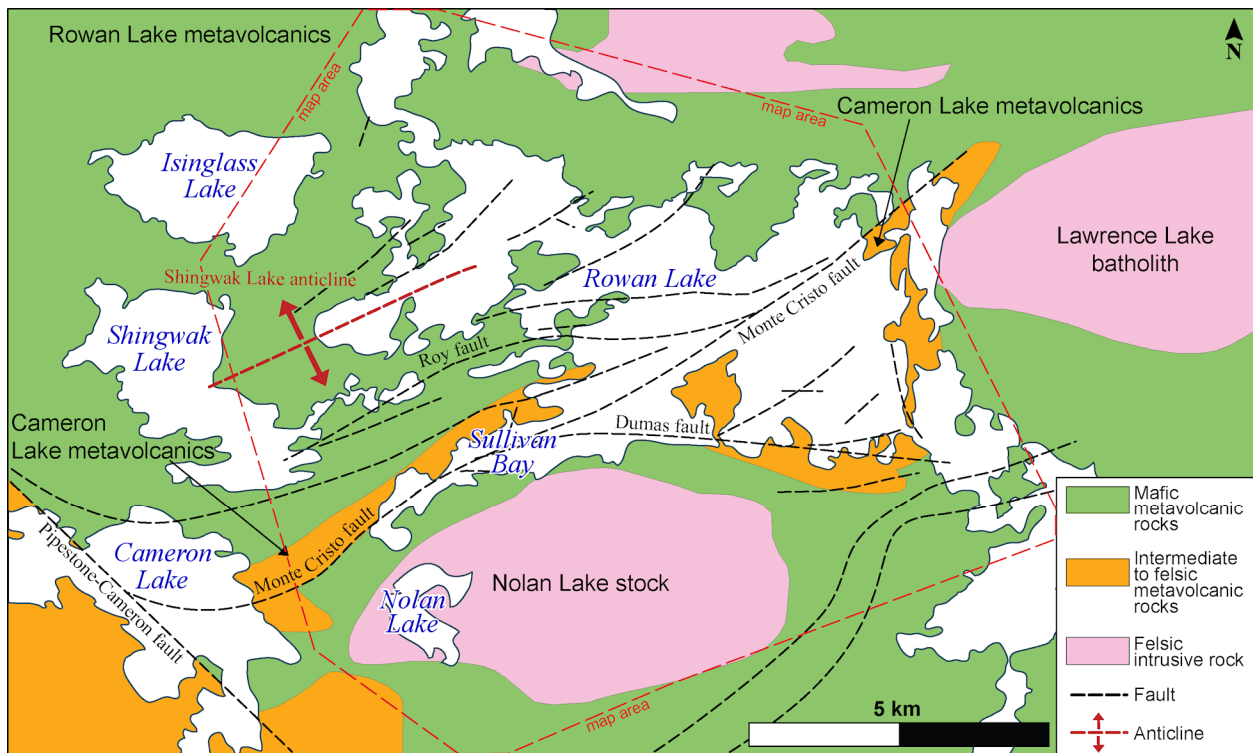 Rowan Lake metavolcanics
map area
map area
N
Cameron Lake metavolcanics
Isinglass
Lake
Lawrence Lake
batholith
Shingwak Lake anticline
Rowan Lake
Monte Cristo fault
Shingwak
Lake
Roy fault
Cameron
Lake metavolcanics
Sullivan
Bay
Dumas fault
Mafic
metavolcanic
rocks
Pipestone-Cameron fault
Cameron
Lake
Monte Cristo fault
Nolan Lake stock
Nolan
Lake
Intermediate
to felsic
metavolcanic
rocks
Felsic
intrusive rock
Fault
map area
5 km
Anticline